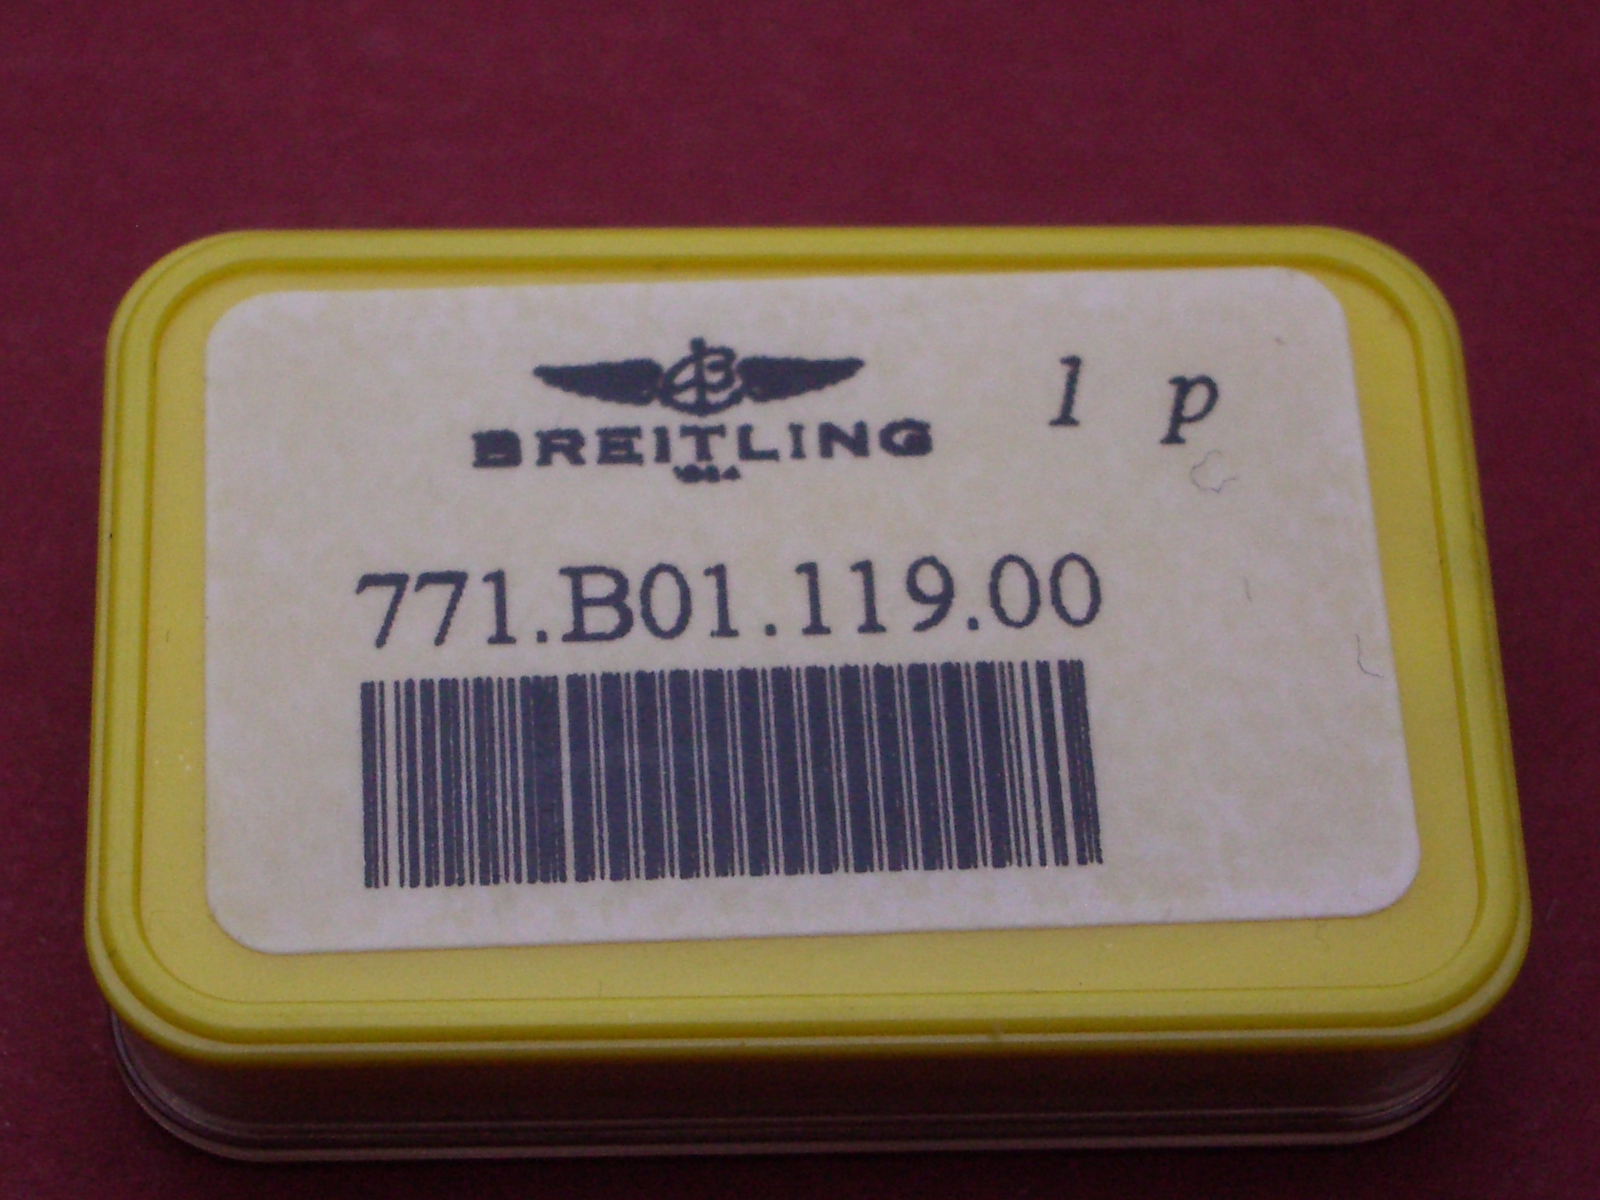 1 p
BREITLING
1884
771.B01.119.00